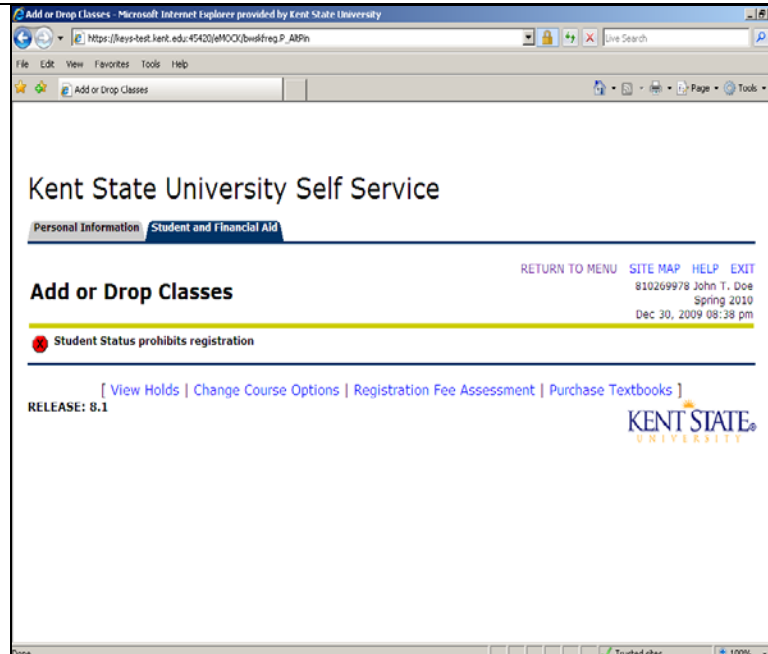 Add or Drop Classes - Microsoft Internet Explorer provided by Kent State University
https://keys-test.kent.edu:45420/eMOCK/bwskfreg.P_AltPin
Live Search
File Edit View Favorites Tools Help
Add or Drop Classes
Page Tools
Kent State University Self Service
Personal Information Student and Financial Aid
RETURN TO MENU SITE MAP HELP EXIT
Add or Drop Classes
810269978 John T. Doe
Spring 2010
Dec 30, 2009 08:38 pm
Student Status prohibits registration
[ View Holds | Change Course Options | Registration Fee Assessment | Purchase Textbooks ]
RELEASE: 8.1
KENT STATE®
UNIVERSITY
Done
Trusted sites
100%